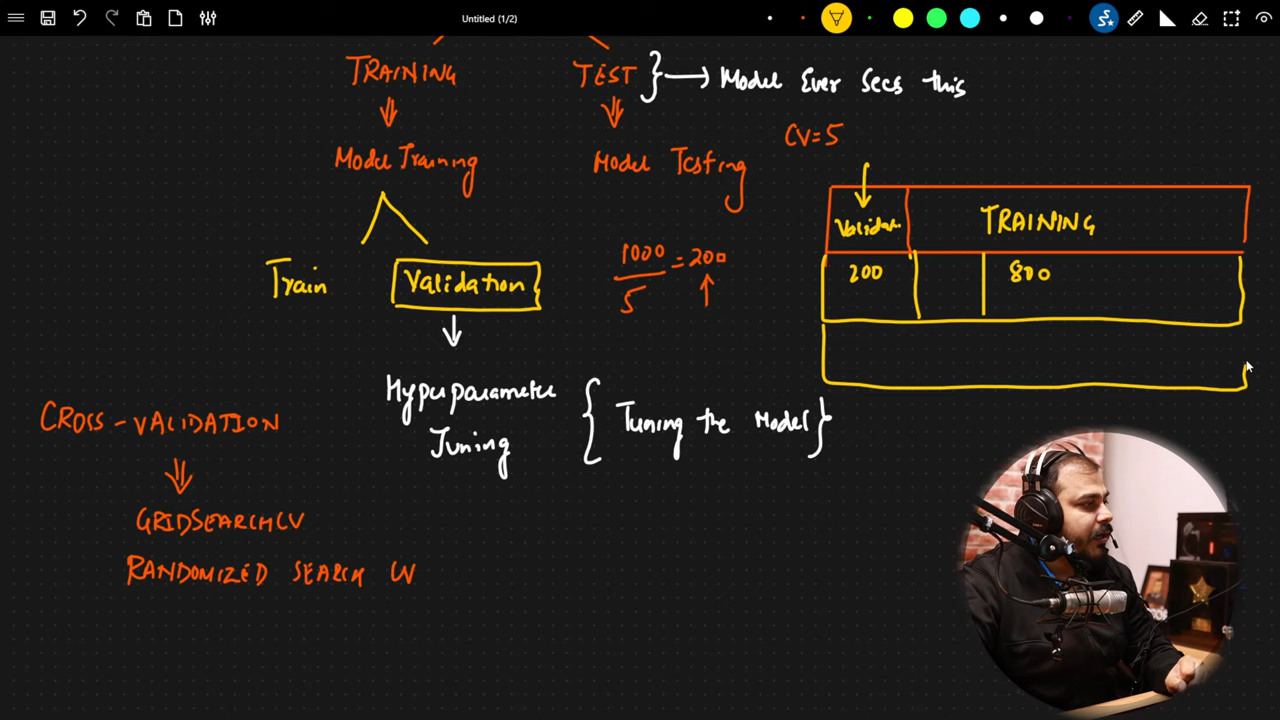 Untitled (1/2)
TRAINING
TEST
Model Ever Sees this
CV=5
Model Training
Model Testing
Validat
TRAINING
1000/5 = 200
Train
Validation
200
800
Hyperparameter
Tuning
Tuning the Model
CROSS-VALIDATION
GRIDSEARCHCV
RANDOMIZED SEARCH CV